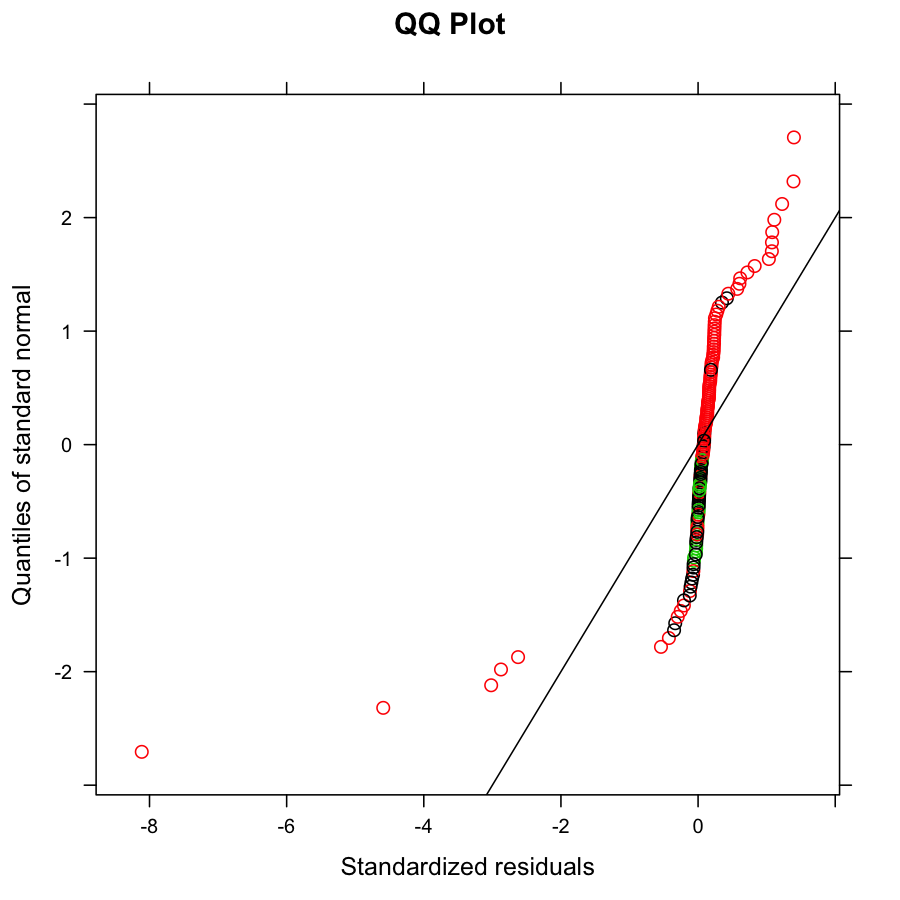 QQ Plot
Quantiles of standard normal
2
1
0
-1
-2
-8 -6 -4 -2 0
Standardized residuals